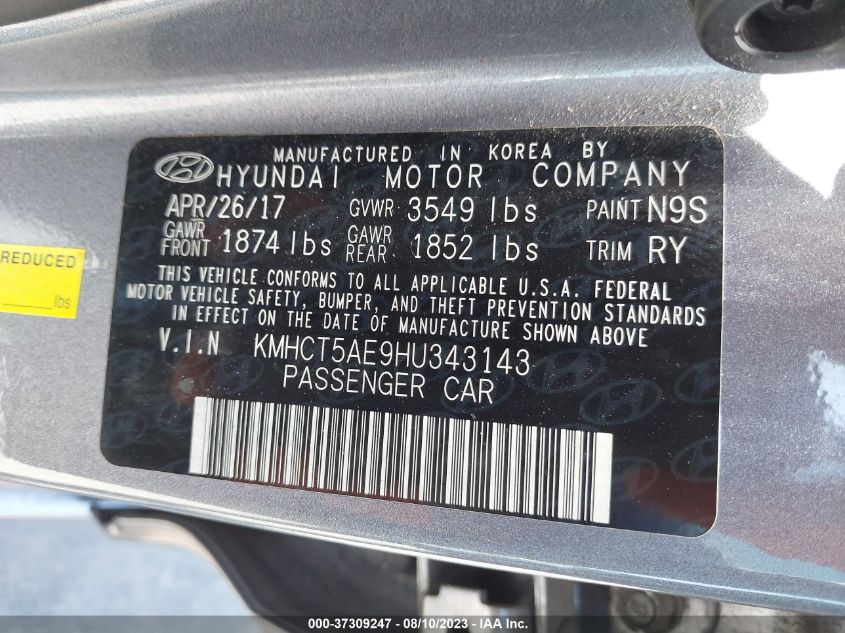 MANUFACTURED IN KOREA BY
HYUNDAI MOTOR COMPANY
APR/26/17 GVWR 3549 lbs PAINT N9S
GAWR FRONT 1874 lbs GAWR REAR 1852 lbs TRIM RY
THIS VEHICLE CONFORMS TO ALL APPLICABLE U.S.A. FEDERAL
MOTOR VEHICLE SAFETY, BUMPER, AND THEFT PREVENTION STANDARDS
IN EFFECT ON THE DATE OF MANUFACTURE SHOWN ABOVE
V.I.N KMHCT5AE9HU343143
PASSENGER CAR
REDUCED
lbs
000-37309247 - 08/10/2023 - IAA Inc.